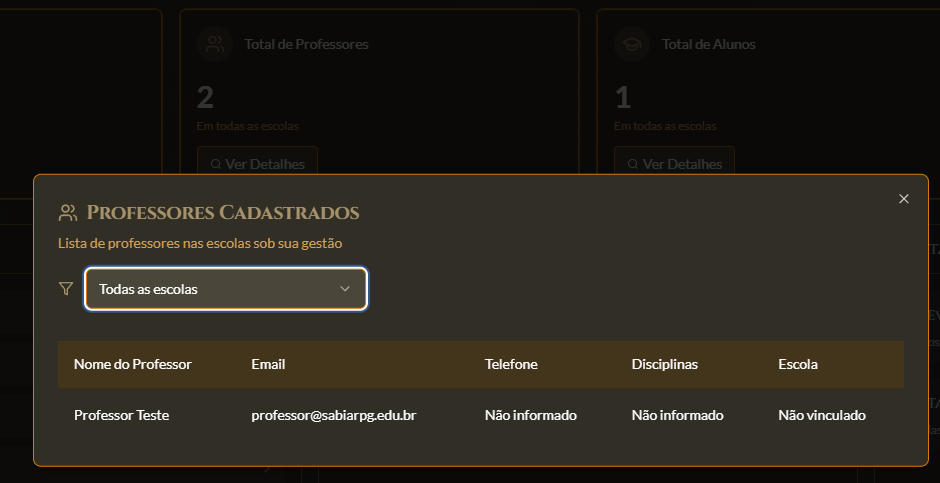 Total de Professores
Total de Alunos
2
1
Em todas as escolas
Em todas as escolas
Ver Detalhes
Ver Detalhes
Professores Cadastrados
Lista de professores nas escolas sob sua gestão
Todas as escolas
Nome do Professor Email Telefone Disciplinas Escola
Professor Teste professor@sabiarpg.edu.br Não informado Não informado Não vinculado